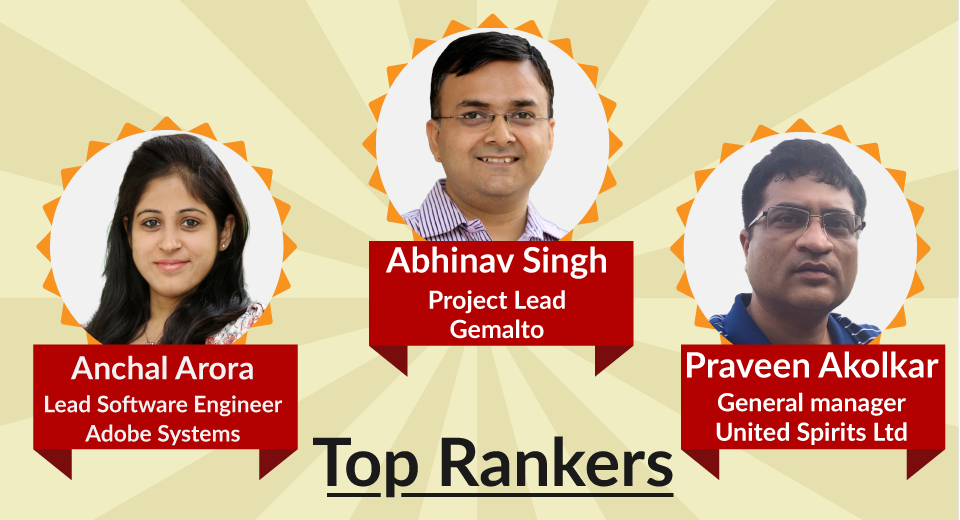 Abhinav Singh
Project Lead
Gemalto
Anchal Arora
Lead Software Engineer
Adobe Systems
Praveen Akolkar
General manager
United Spirits Ltd
Top Rankers